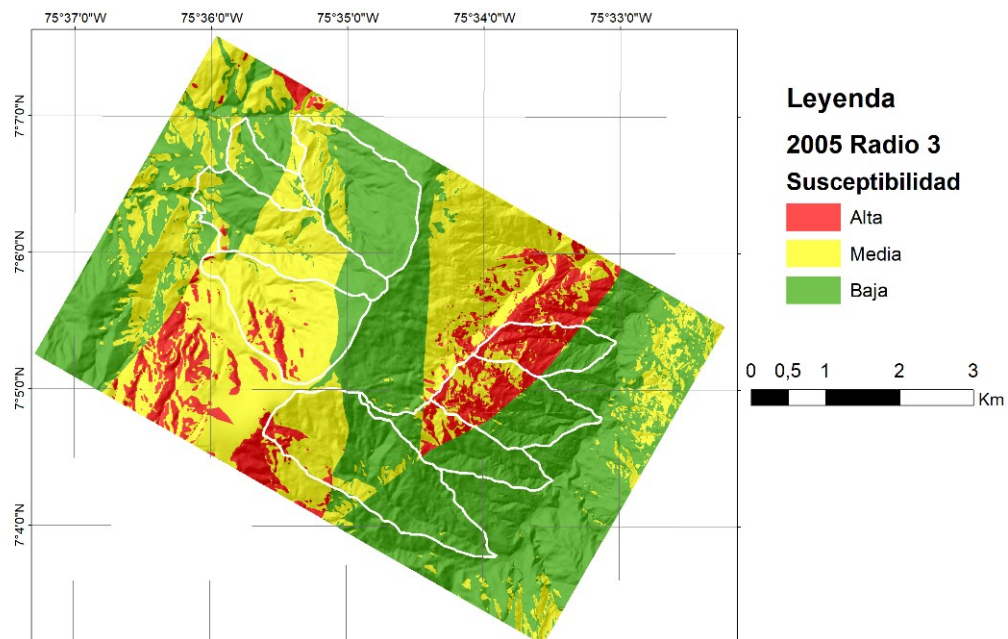 75°37'0"W 75°36'0"W 75°35'0"W 75°34'0"W 75°33'0"W
7°7'0"N
7°6'0"N
7°5'0"N
7°4'0"N
Leyenda
2005 Radio 3
Susceptibilidad
Alta
Media
Baja
0 0,5 1 2 3
Km